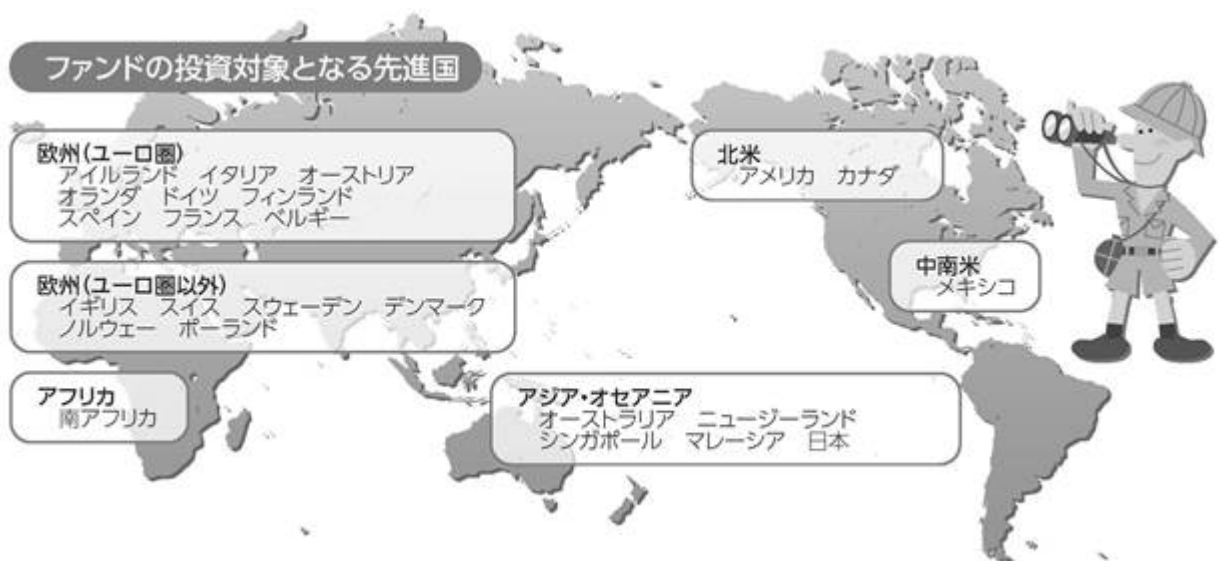 ファンドの投資対象となる先進国
欧州(ユーロ圏)
アイルランド イタリア オーストリア
オランダ ドイツ フィンランド
スペイン フランス ベルギー
欧州(ユーロ圏以外)
イギリス スイス スウェーデン デンマーク
ノルウェー ポーランド
アフリカ
南アフリカ
北米
アメリカ カナダ
中南米
メキシコ
アジア・オセアニア
オーストラリア ニュージーランド
シンガポール マレーシア 日本